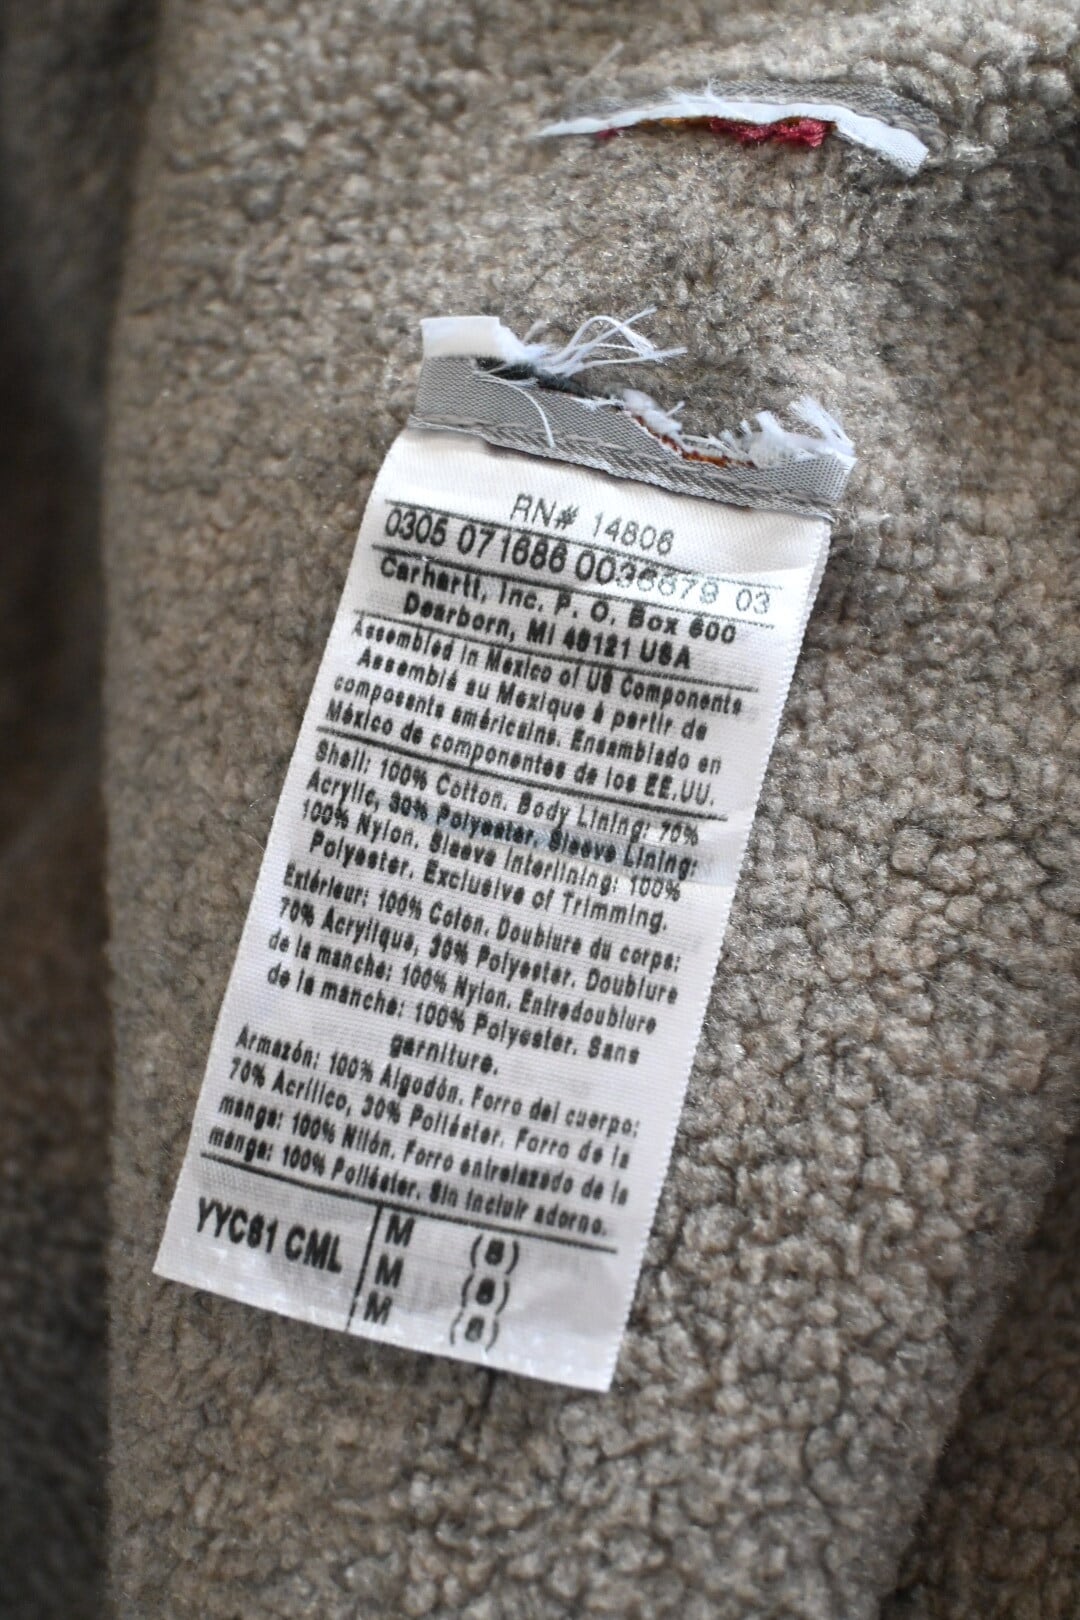 RN# 14806
0305 071686 0036679 03
Carhartt, Inc. P. O. Box 600
Dearborn, MI 48121 USA
Assembled in Mexico of US Components
Assemblé au Mexique à partir de
composants américains. Ensamblado en
México de componentes de los EE.UU.
Shell: 100% Cotton. Body Lining: 70%
Acrylic, 30% Polyester. Sleeve Lining:
100% Nylon. Sleeve Interlining: 100%
Polyester. Exclusive of Trimming.
Extérieur: 100% Coton. Doublure du corps:
70% Acrylique, 30% Polyester. Doublure
de la manche: 100% Nylon. Entredoublure
de la manche: 100% Polyester. Sans
garniture.
Armazón: 100% Algodón. Forro del cuerpo:
70% Acrílico, 30% Poliéster. Forro de la
manga: 100% Nilón. Forro entrelazado de la
manga: 100% Poliéster. Sin incluir adorno.
YYC61 CML M (8)
M (8)
M (8)